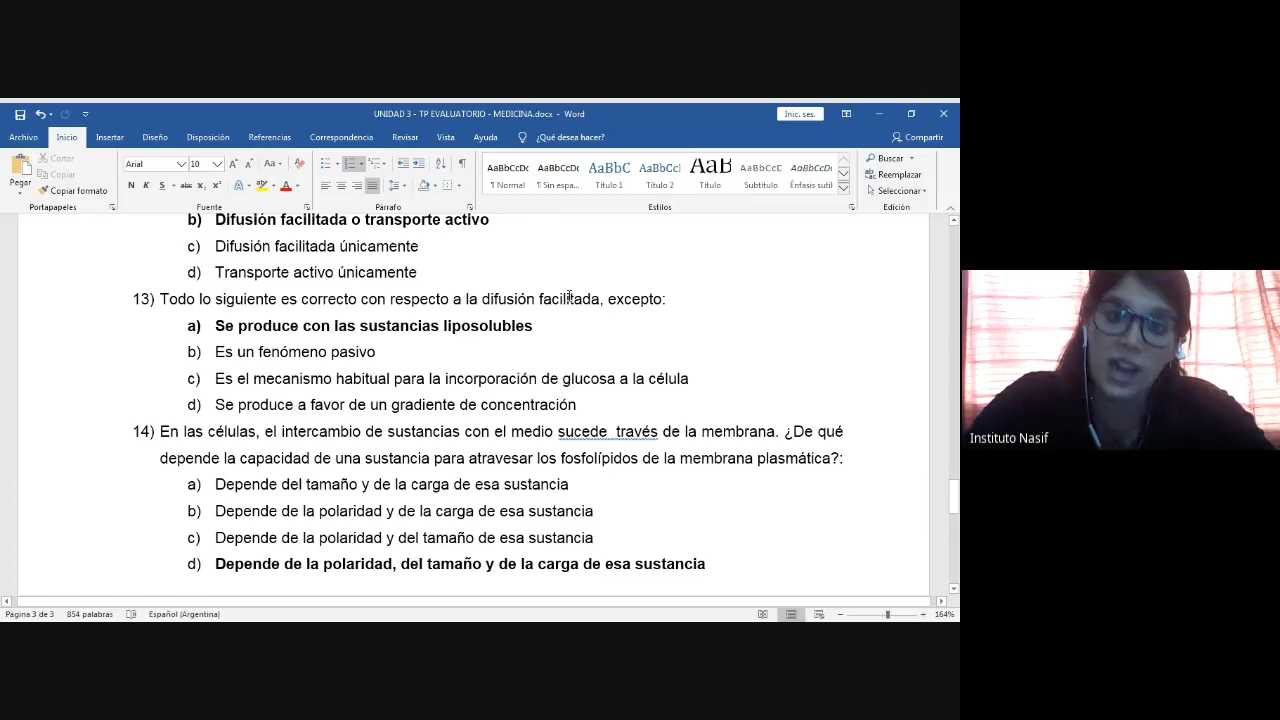 UNIDAD 3 - TP EVALUATORIO - MEDICINA.docx - Word
Inic. ses.
Archivo Inicio Insertar Diseño Disposición Referencias Correspondencia Revisar Vista Ayuda ¿Qué desea hacer? Compartir
Pegar
Cortar
Copiar
Copiar formato
Portapapeles
Arial 10
N K S abc x₂ x²
Fuente
Párrafo
AaBbCcDc AaBbCcDc AaBbC AaBbCcI AaB AaBbCcD AaBbCcDc
¶ Normal ¶ Sin espa... Título 1 Título 2 Título Subtítulo Énfasis sutil
Estilos
Buscar
Reemplazar
Seleccionar
Edición
b) Difusión facilitada o transporte activo
c) Difusión facilitada únicamente
d) Transporte activo únicamente
13) Todo lo siguiente es correcto con respecto a la difusión facilitada, excepto:
a) Se produce con las sustancias liposolubles
b) Es un fenómeno pasivo
c) Es el mecanismo habitual para la incorporación de glucosa a la célula
d) Se produce a favor de un gradiente de concentración
14) En las células, el intercambio de sustancias con el medio sucede través de la membrana. ¿De qué
depende la capacidad de una sustancia para atravesar los fosfolípidos de la membrana plasmática?:
a) Depende del tamaño y de la carga de esa sustancia
b) Depende de la polaridad y de la carga de esa sustancia
c) Depende de la polaridad y del tamaño de esa sustancia
d) Depende de la polaridad, del tamaño y de la carga de esa sustancia
Página 3 de 3 854 palabras Español (Argentina) 164%
Instituto Nasif